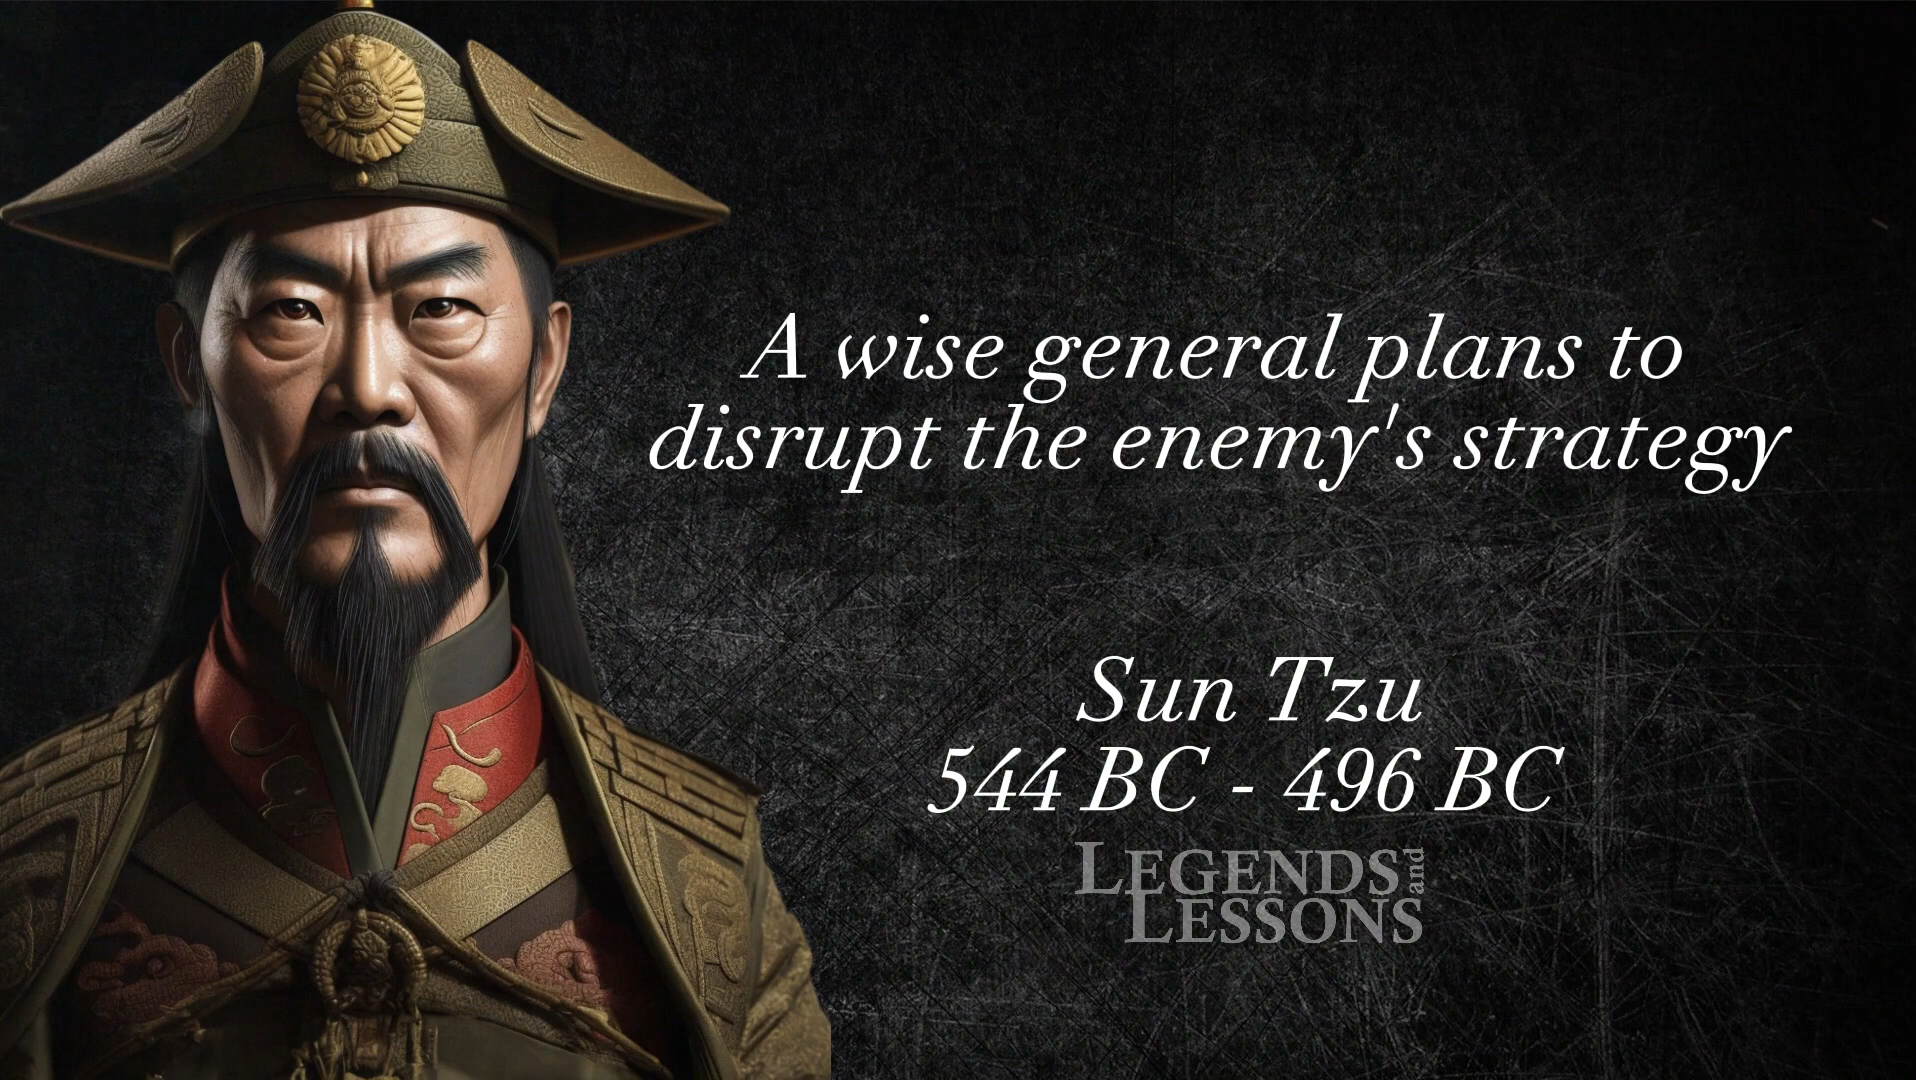 A wise general plans to
disrupt the enemy's strategy
Sun Tzu
544 BC - 496 BC
LEGENDS and
LESSONS